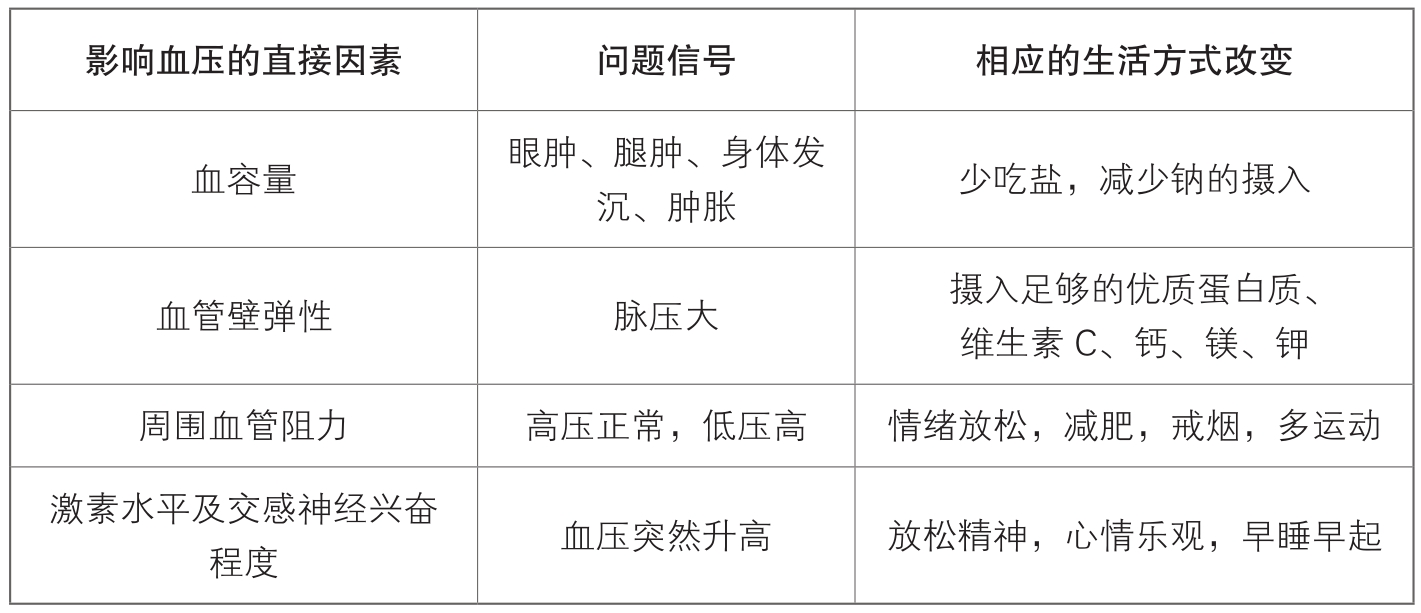 影响血压的直接因素
问题信号
相应的生活方式改变
血容量
眼肿、腿肿、身体发
沉、肿胀
少吃盐，减少钠的摄入
血管壁弹性
脉压大
摄入足够的优质蛋白质、
维生素 C、钙、镁、钾
周围血管阻力
高压正常，低压高
情绪放松，减肥，戒烟，多运动
激素水平及交感神经兴奋
程度
血压突然升高
放松精神，心情乐观，早睡早起